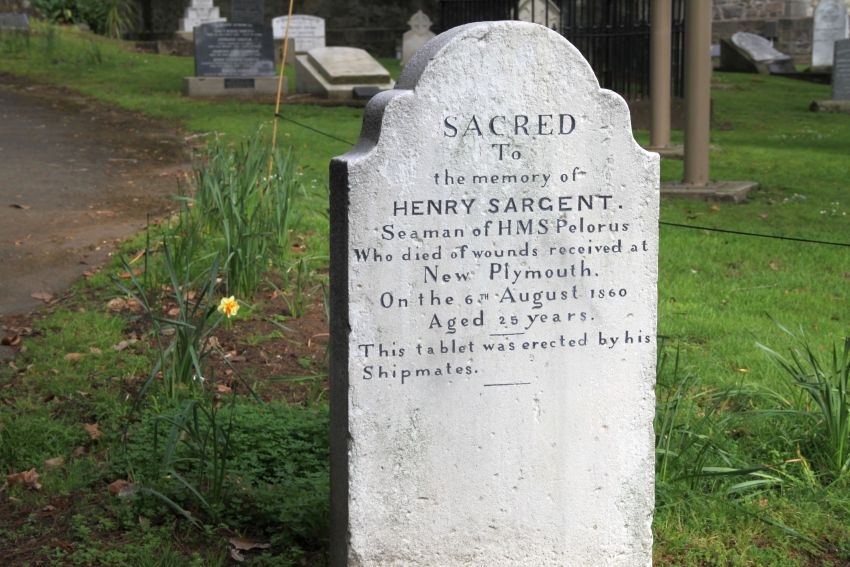 SACRED
To
the memory of
HENRY SARGENT.
Seaman of HMS Pelorus
Who died of wounds received at
New Plymouth.
On the 6TH August 1860
Aged 25 years.
This tablet was erected by his
Shipmates.